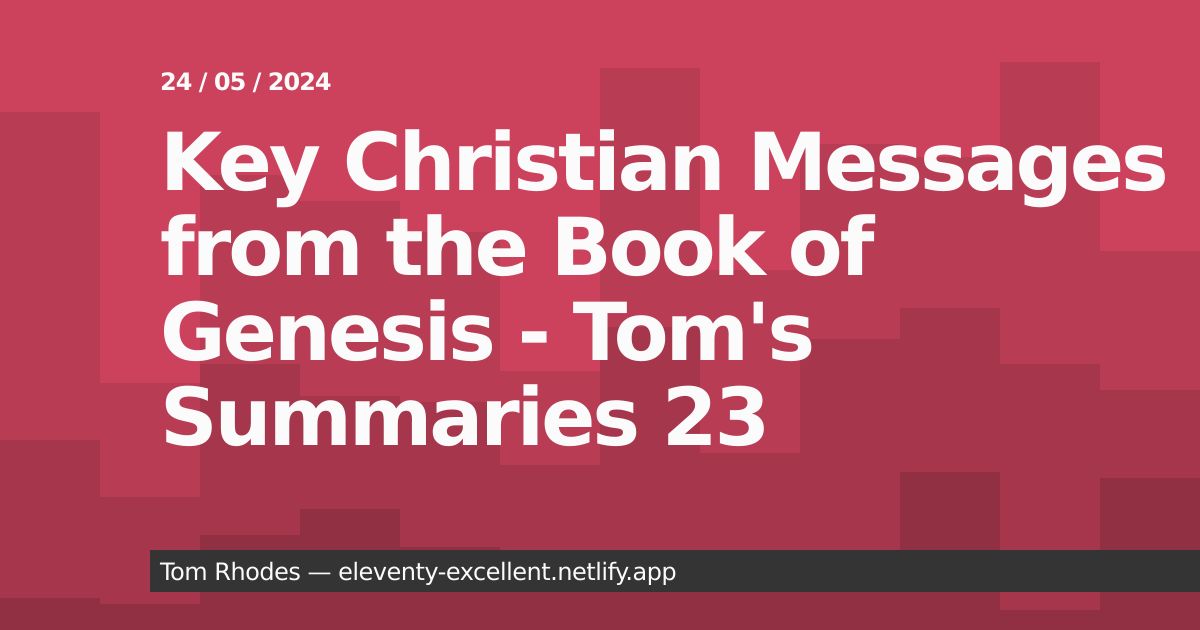 24 / 05 / 2024
Key Christian Messages
from the Book of
Genesis - Tom's
Summaries 23
Tom Rhodes — eleventy-excellent.netlify.app